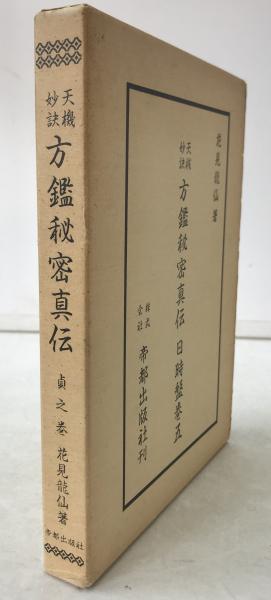 天機
妙訣
方鑑秘密真伝
貞之巻
花見龍仙著
帝都出版社
花見龍仙著
天機
妙訣
方鑑秘密真伝 日時盤巻五
株式
会社
帝都出版社刊